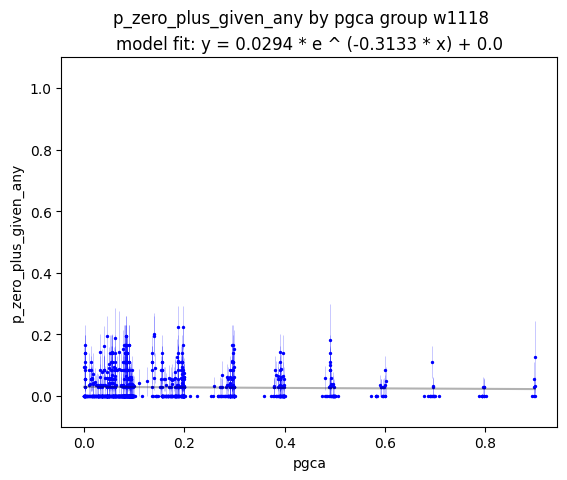 p_zero_plus_given_any by pgca group w1118
model fit: y = 0.0294 * e ^ (-0.3133 * x) + 0.0
1.0
0.8
0.6
0.4
0.2
0.0
p_zero_plus_given_any
0.0 0.2 0.4 0.6 0.8
pgca